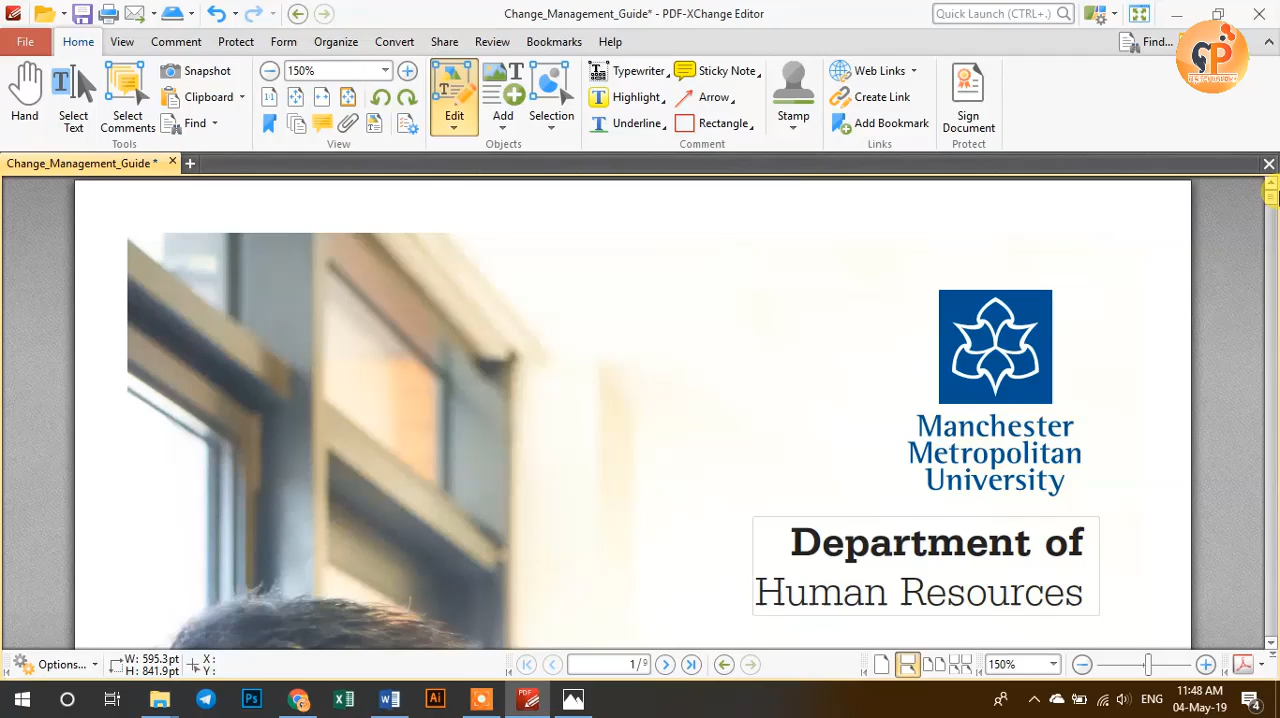 Change_Management_Guide* - PDF-XChange Editor
Quick Launch (CTRL+.)
File Home View Comment Protect Form Organize Convert Share Review Bookmarks Help Find...
Hand
Select Text
Select Comments
Snapshot
Clipboard
Find
Tools
150%
View
Edit
Add
Selection
Objects
Typewriter
Highlight
Underline
Sticky Note
Arrow
Rectangle
Comment
Stamp
Web Links
Create Link
Add Bookmark
Links
Sign Document
Protect
Change_Management_Guide *
Manchester
Metropolitan
University
Department of
Human Resources
Options...
W: 595.3pt
H: 841.9pt
X:
Y:
1/9
150%
ENG
11:48 AM
04-May-19
4